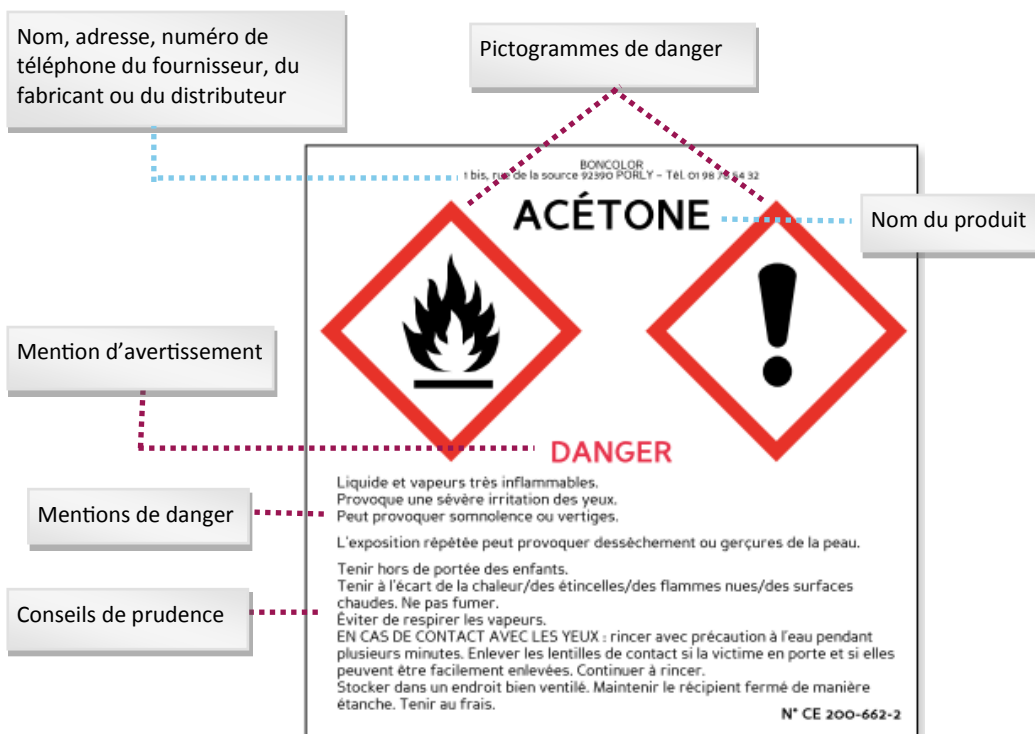 Nom, adresse, numéro de
téléphone du fournisseur, du
fabricant ou du distributeur
Pictogrammes de danger
BONCOLOR
bis, rue de la source 92390 PORLY – Tél. 01 98 76 54 32
ACÉTONE
Nom du produit
Mention d'avertissement
DANGER
Mentions de danger
Liquide et vapeurs très inflammables.
Provoque une sévère irritation des yeux.
Peut provoquer somnolence ou vertiges.
L'exposition répétée peut provoquer dessèchement ou gerçures de la peau.
Conseils de prudence
Tenir hors de portée des enfants.
Tenir à l'écart de la chaleur/des étincelles/des flammes nues/des surfaces
chaudes. Ne pas fumer.
Éviter de respirer les vapeurs.
EN CAS DE CONTACT AVEC LES YEUX : rincer avec précaution à l'eau pendant
plusieurs minutes. Enlever les lentilles de contact si la victime en porte et si elles
peuvent être facilement enlevées. Continuer à rincer.
Stocker dans un endroit bien ventilé. Maintenir le récipient fermé de manière
étanche. Tenir au frais.
N° CE 200-662-2